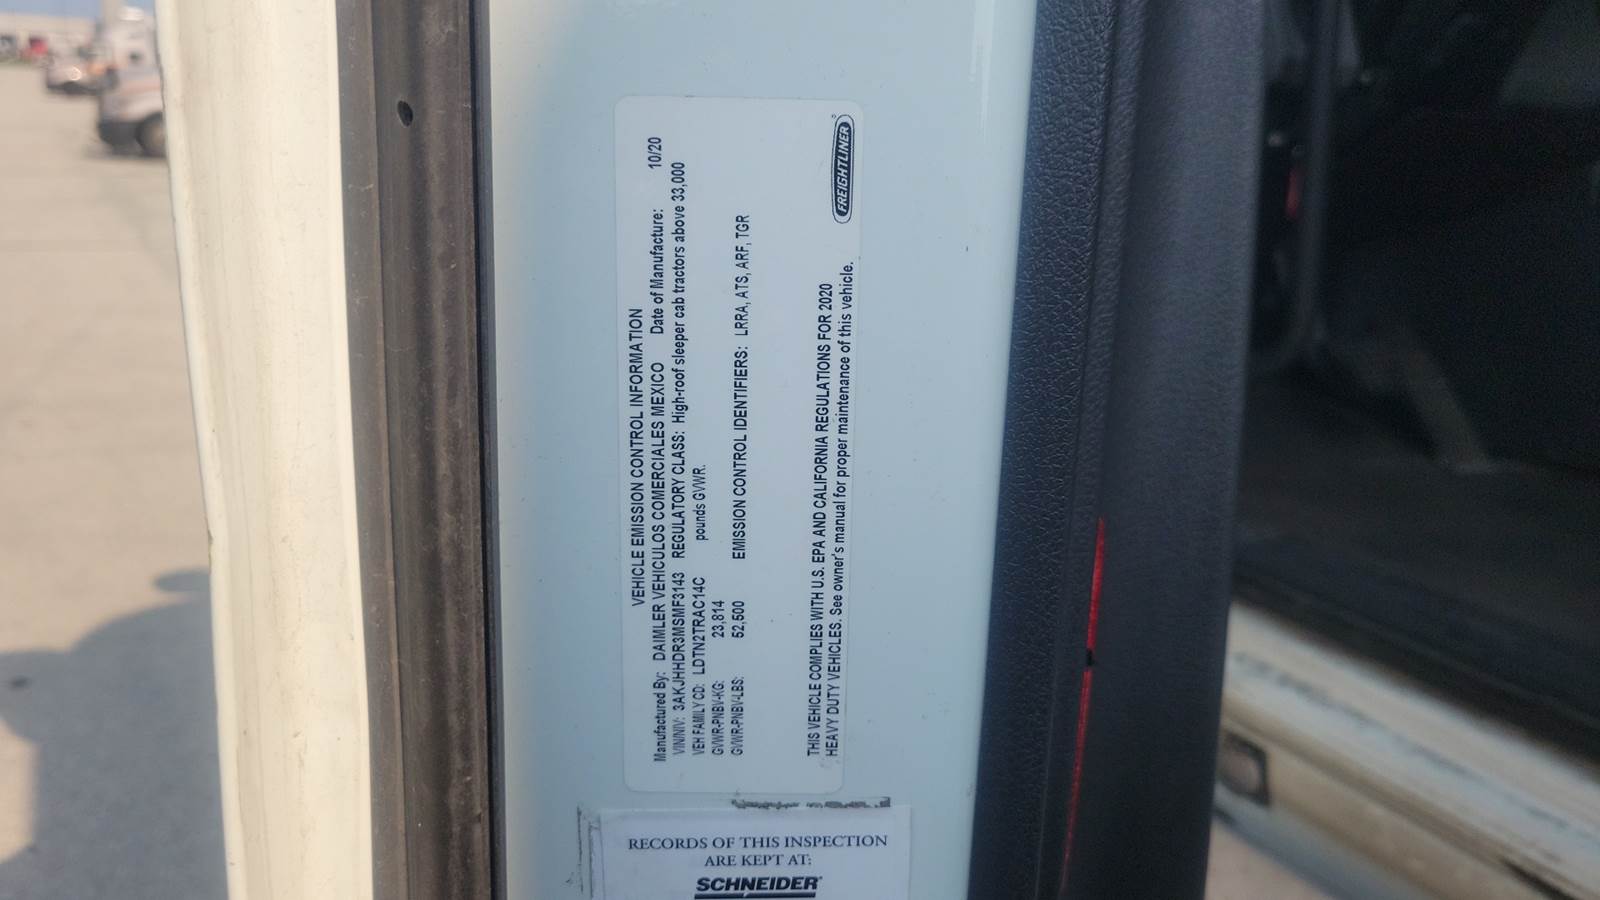 VEHICLE EMISSION CONTROL INFORMATION
Manufactured By: DAIMLER VEHICULOS COMERCIALES MEXICO Date of Manufacture: 10/20
VIN/NIV: 3AKJHHDR3MSMF3143 REGULATORY CLASS: High-roof sleeper cab tractors above 33,000
VEH FAMILY CD: LDTN2TRAC14C pounds GVWR.
GVWR-PNBV-KG: 23,814
GVWR-PNBV-LBS: 52,500 EMISSION CONTROL IDENTIFIERS: LRRA, ATS, ARF, TGR
THIS VEHICLE COMPLIES WITH U.S. EPA AND CALIFORNIA REGULATIONS FOR 2020
HEAVY DUTY VEHICLES. See owner's manual for proper maintenance of this vehicle.
FREIGHTLINER
RECORDS OF THIS INSPECTION
ARE KEPT AT:
SCHNEIDER